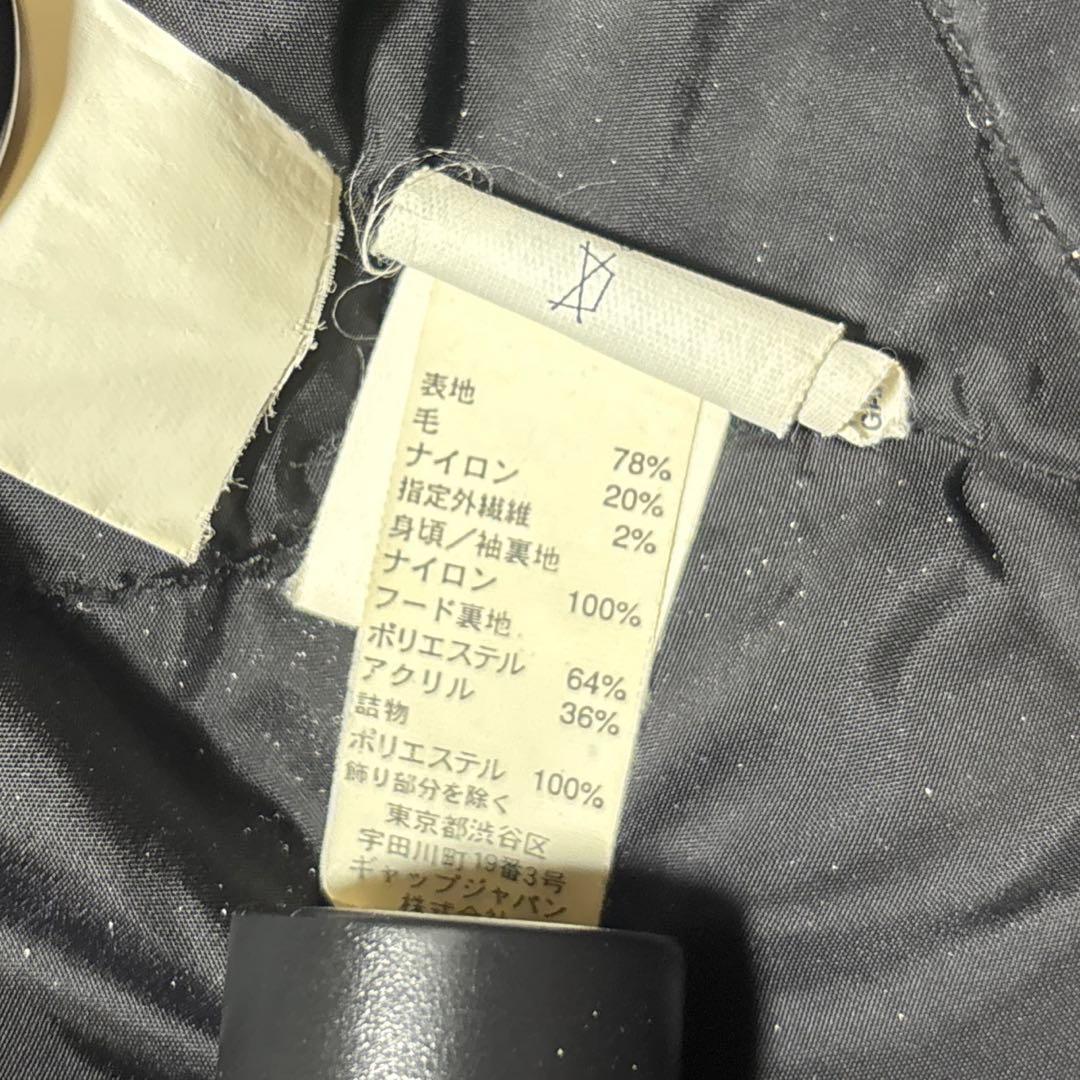 表地
毛 78%
ナイロン 20%
指定外繊維 2%
身頃/袖裏地
ナイロン 100%
フード裏地
ポリエステル 64%
アクリル 36%
詰物
ポリエステル 100%
飾り部分を除く
東京都渋谷区
宇田川町19番3号
ギャップジャパン
株式会